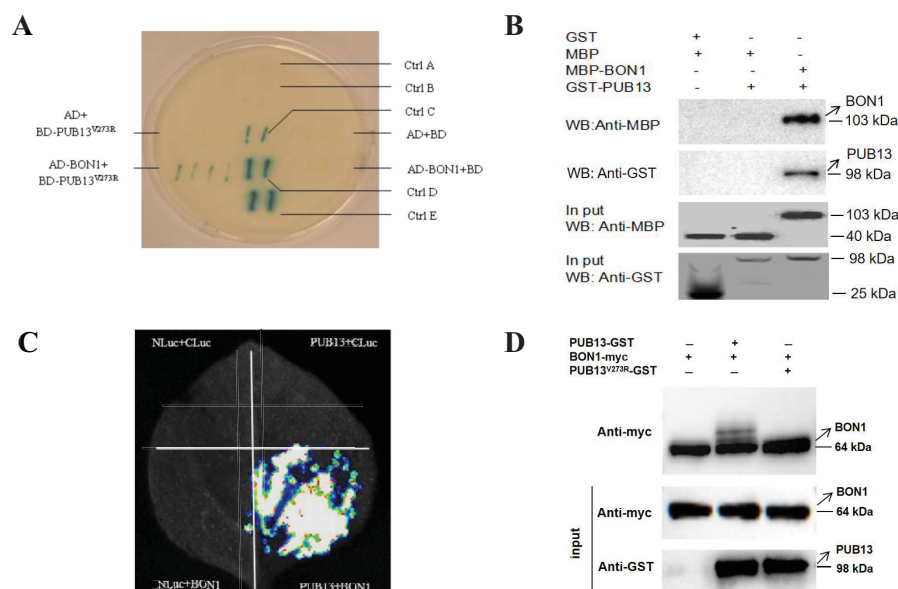 A
Ctrl A
Ctrl B
Ctrl C
AD+
BD-PUB13V273R
AD+BD
AD-BON1+
BD-PUB13V273R
AD-BON1+BD
Ctrl D
Ctrl E
B
GST + - -
MBP + + -
MBP-BON1 - - +
GST-PUB13 - + +
WB:Anti-MBP
BON1
103 kDa
WB: Anti-GST
PUB13
98 kDa
In put
WB: Anti-MBP
103 kDa
40 kDa
In put
WB: Anti-GST
98 kDa
25 kDa
C
NLuc+CLuc
PUB13+CLuc
NLuc+BON1
PUB13+BON1
D
PUB13-GST – + –
BON1-myc + + +
PUB13V273R-GST – – +
Anti-myc
BON1
64 kDa
input
Anti-myc
BON1
64 kDa
Anti-GST
PUB13
98 kDa